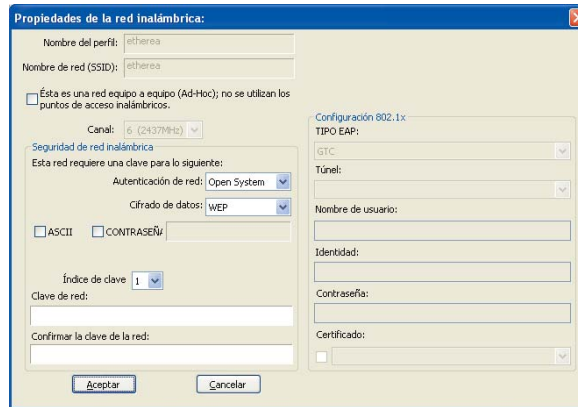 Propiedades de la red inalámbrica:
Nombre del perfil: etherea
Nombre de red (SSID): etherea
Ésta es una red equipo a equipo (Ad-Hoc); no se utilizan los
puntos de acceso inalámbricos.
Canal: 6 (2437MHz)
Seguridad de red inalámbrica
Esta red requiere una clave para lo siguiente:
Autenticación de red: Open System
Cifrado de datos: WEP
ASCII CONTRASEÑA
Índice de clave 1
Clave de red:
Confirmar la clave de la red:
Aceptar Cancelar
Configuración 802.1x
TIPO EAP:
GTC
Túnel:
Nombre de usuario:
Identidad:
Contraseña:
Certificado: